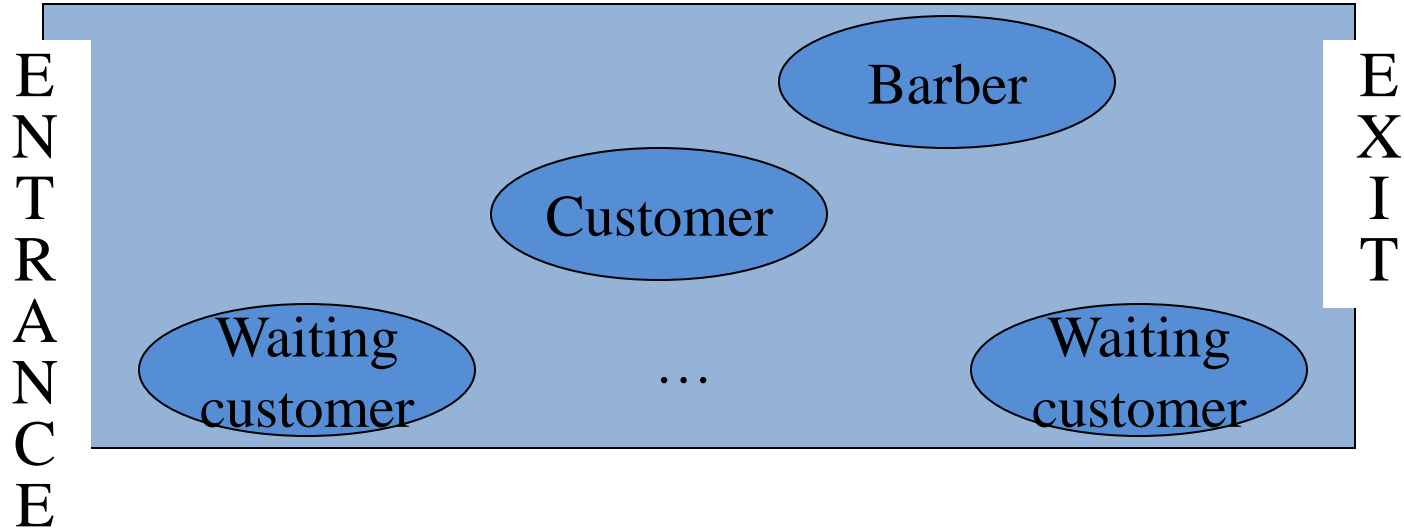 ENTRANCE
Barber
Customer
Waiting
customer
…
Waiting
customer
EXIT